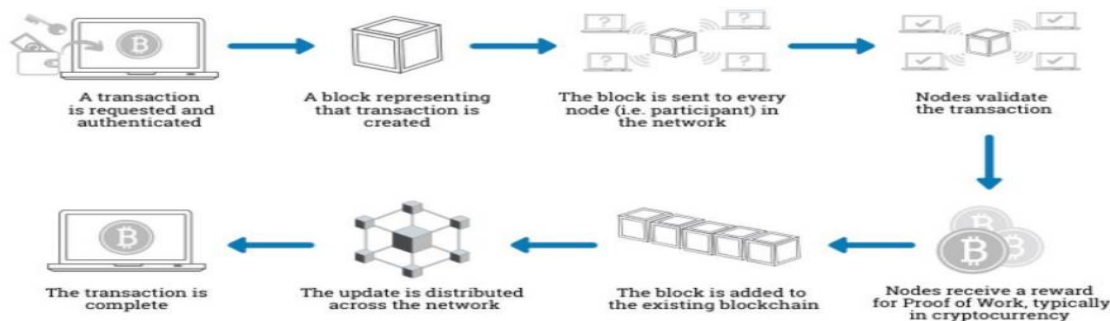 A transaction
is requested and
authenticated
A block representing
that transaction is
created
The block is sent to every
node (i.e. participant) in
the network
Nodes validate
the transaction
Nodes receive a reward
for Proof of Work, typically
in cryptocurrency
The block is added to
the existing blockchain
The update is distributed
across the network
The transaction is
complete